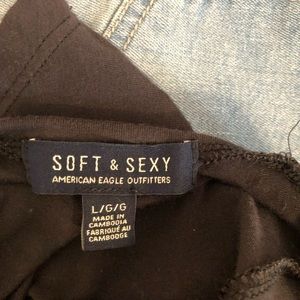 SOFT & SEXY
AMERICAN EAGLE OUTFITTERS
L/G/G
MADE IN
CAMBODIA
FABRIQUÉ AU
CAMBODGE